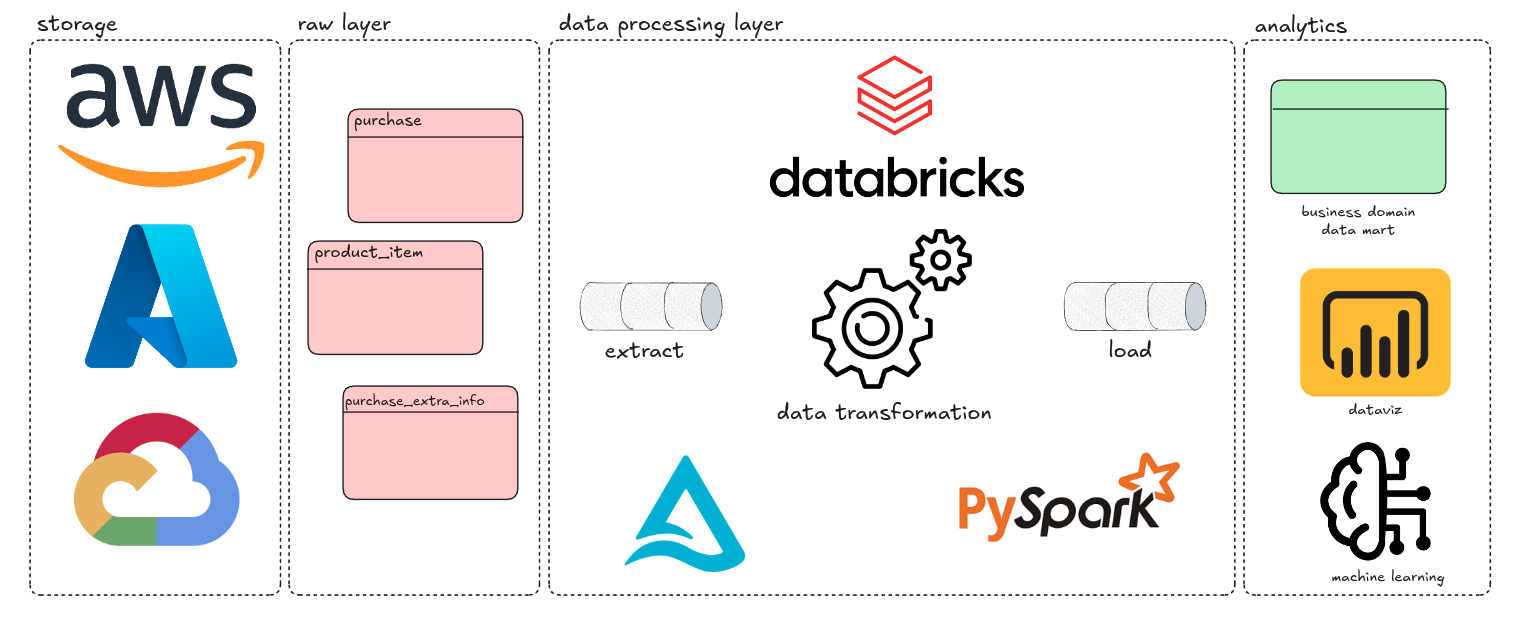 storage
raw layer
data processing layer
analytics
aws
purchase
product_item
purchase_extra_info
databricks
extract
data transformation
load
PySpark
business domain
data mart
dataviz
machine learning